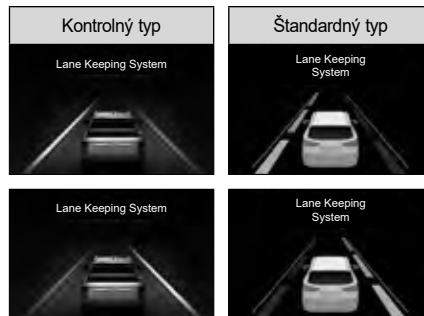 Kontrolný typ
Štandardný typ
Lane Keeping System
Lane Keeping
System
Lane Keeping System
Lane Keeping
System